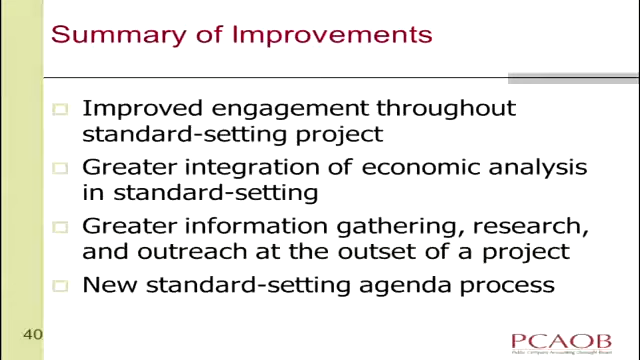 Summary of Improvements
Improved engagement throughout
standard-setting project
Greater integration of economic analysis
in standard-setting
Greater information gathering, research,
and outreach at the outset of a project
New standard-setting agenda process
40
PCAOB
Public Company Accounting Oversight Board